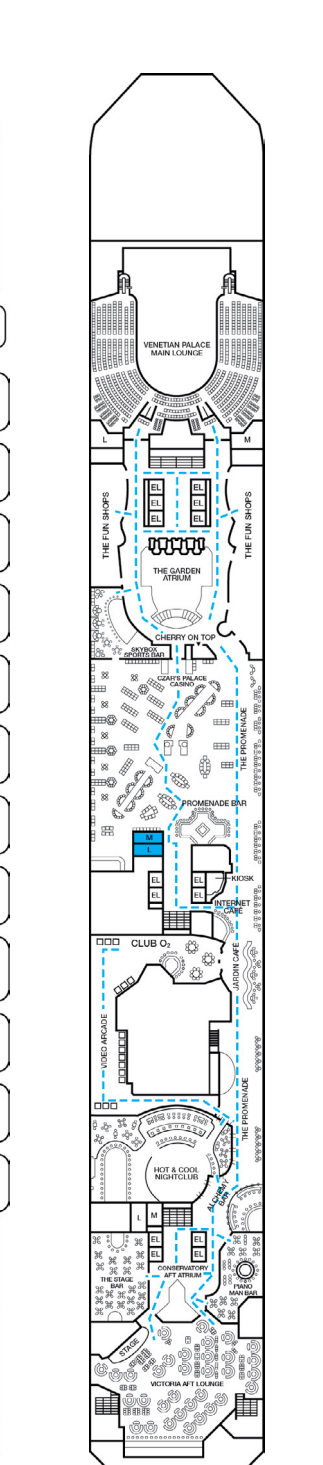 VENETIAN PALACE
MAIN LOUNGE
L
M
EL
EL
EL
EL
EL
EL
THE FUN SHOPS
THE FUN SHOPS
THE GARDEN
ATRIUM
CHERRY ON TOP
SKYBOX
SPORTS BAR
CZAR'S PALACE
CASINO
THE PROMENADE
PROMENADE BAR
M
L
EL
EL
EL
EL
KIOSK
INTERNET
CAFÉ
CLUB O₂
JARDIN CAFÉ
VIDEO ARCADE
THE PROMENADE
HOT & COOL
NIGHTCLUB
ALCHEMY
BAR
L
M
EL
EL
EL
EL
CONSERVATORY
AFT ATRIUM
THE STAGE
BAR
PIANO
MAN BAR
STAGE
VICTORIA AFT LOUNGE